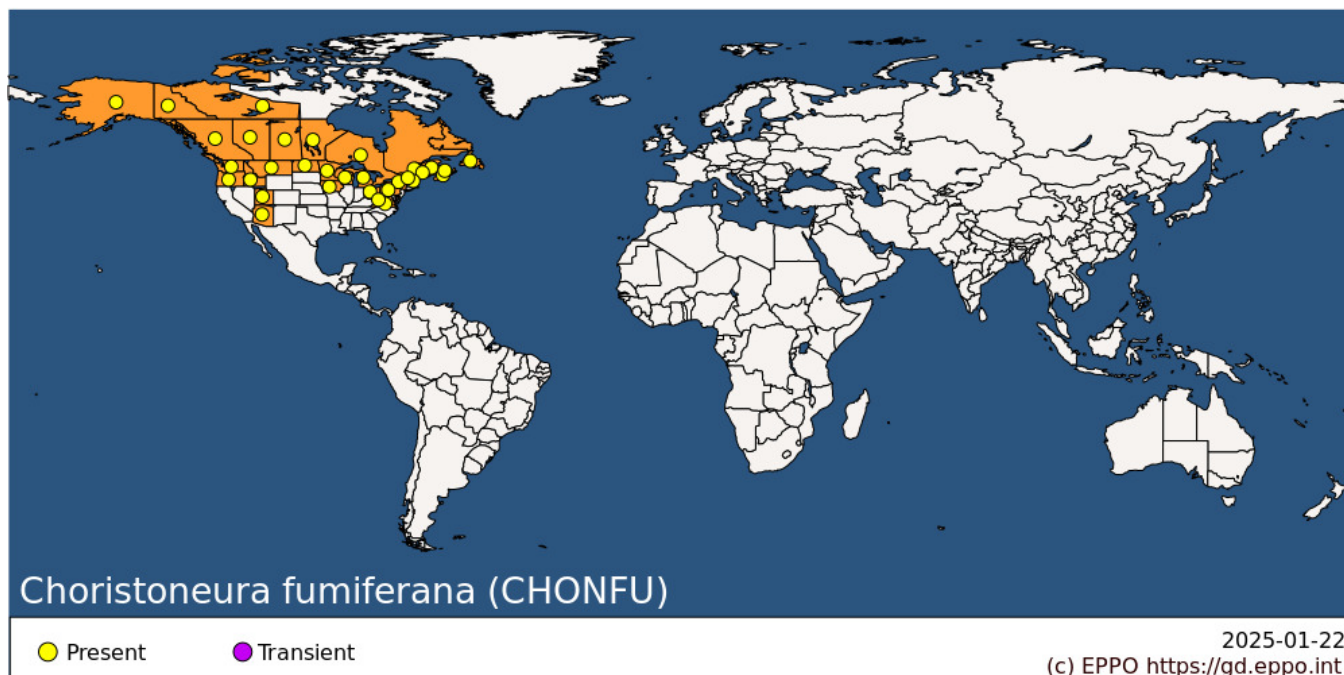 Choristoneura fumiferana (CHONFU)
Present
Transient
2025-01-22
(c) EPPO https://gd.eppo.int